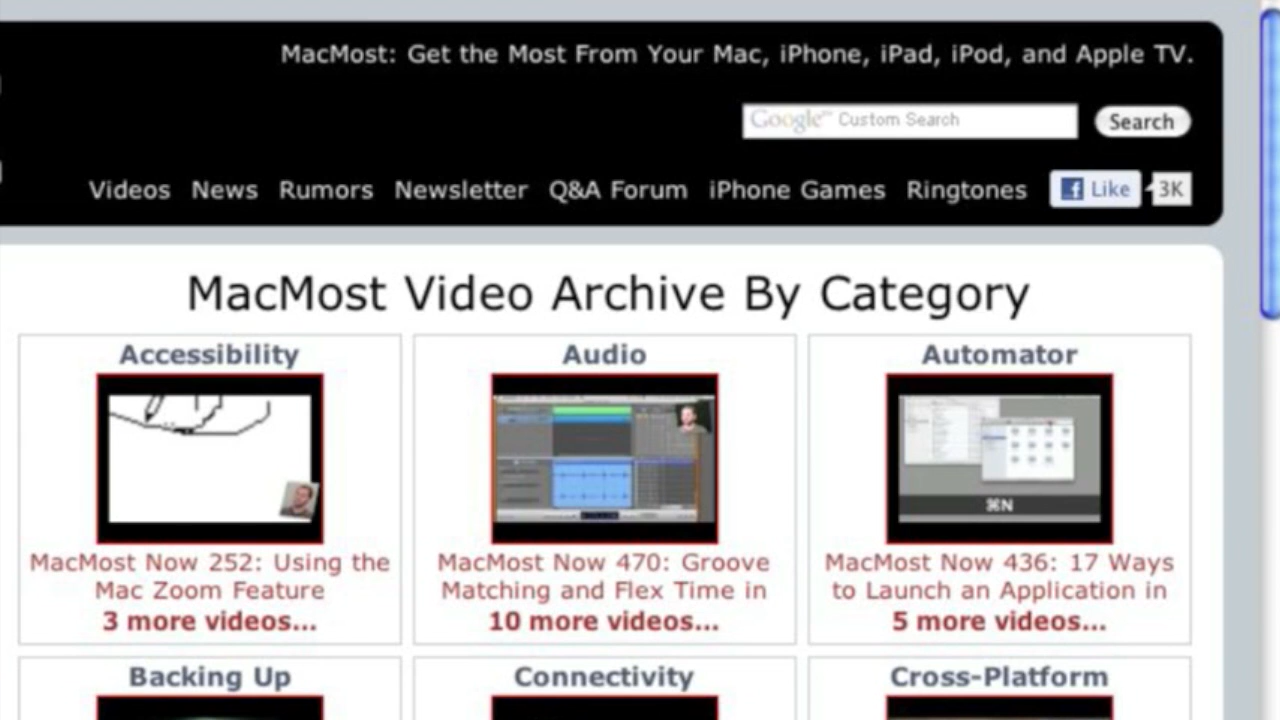 MacMost: Get the Most From Your Mac, iPhone, iPad, iPod, and Apple TV.
Google™ Custom Search
Search
Videos News Rumors Newsletter Q&A Forum iPhone Games Ringtones
Like
3K
MacMost Video Archive By Category
Accessibility
MacMost Now 252: Using the
Mac Zoom Feature
3 more videos...
Audio
MacMost Now 470: Groove
Matching and Flex Time in
10 more videos...
Automator
⌘N
MacMost Now 436: 17 Ways
to Launch an Application in
5 more videos...
Backing Up
Connectivity
Cross-Platform